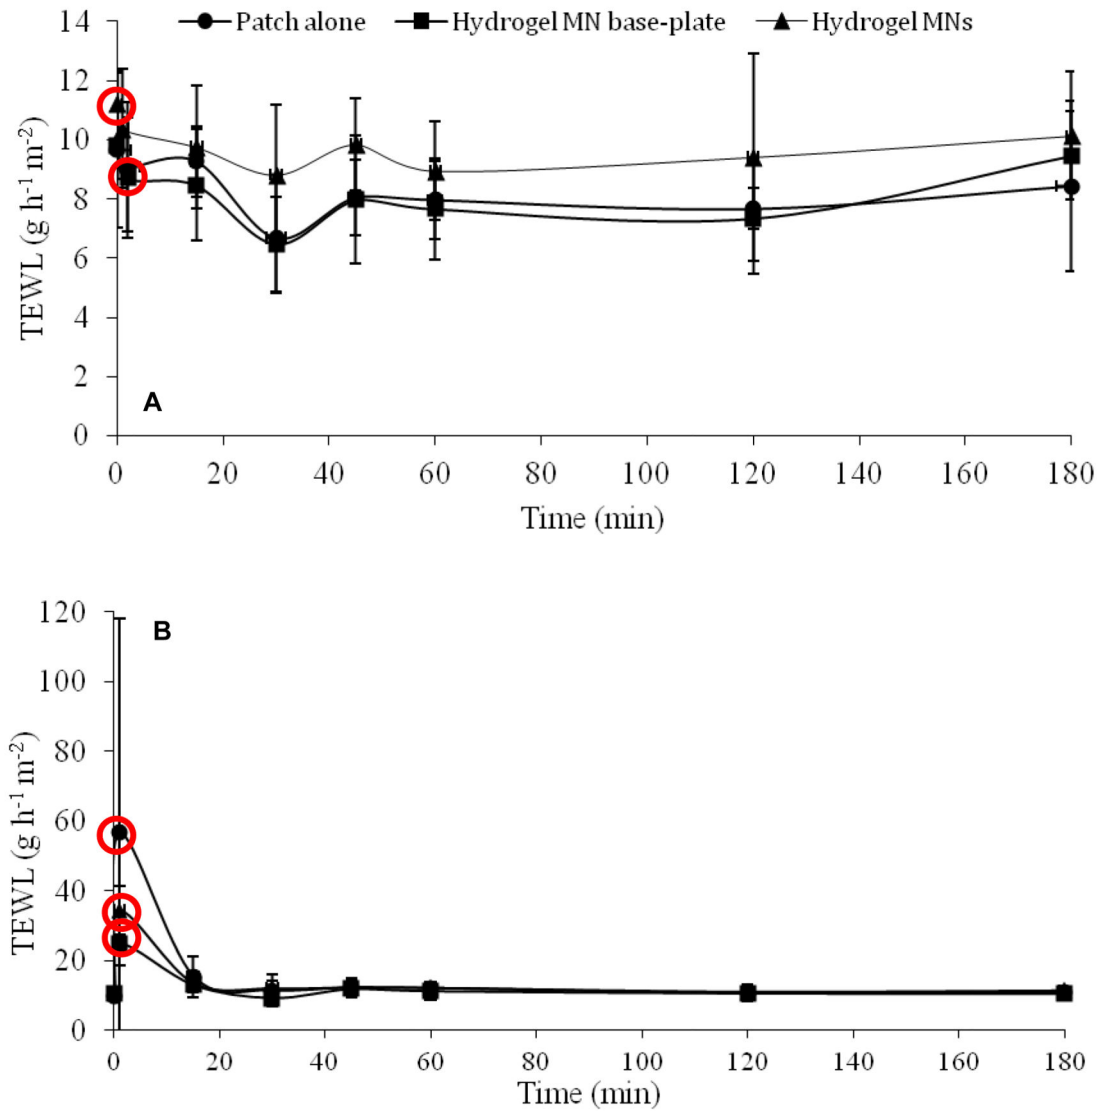 14 Patch alone Hydrogel MN base-plate Hydrogel MNs
12
10
8
6
4
2
0
TEWL (g h-1 m-2)
A
0 20 40 60 80 100 120 140 160 180
Time (min)
120
100
80
60
40
20
0
TEWL (g h-1 m-2)
B
0 20 40 60 80 100 120 140 160 180
Time (min)